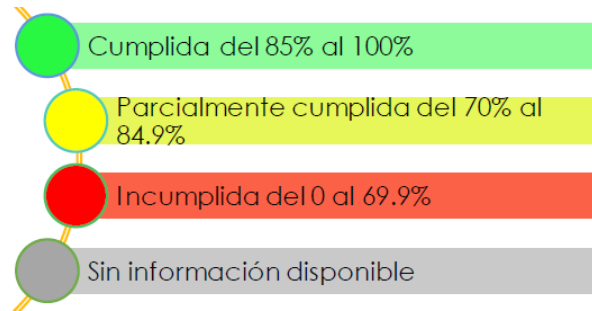 Cumplida del 85% al 100%
Parcialmente cumplida del 70% al
84.9%
Incumplida del 0 al 69.9%
Sin información disponible